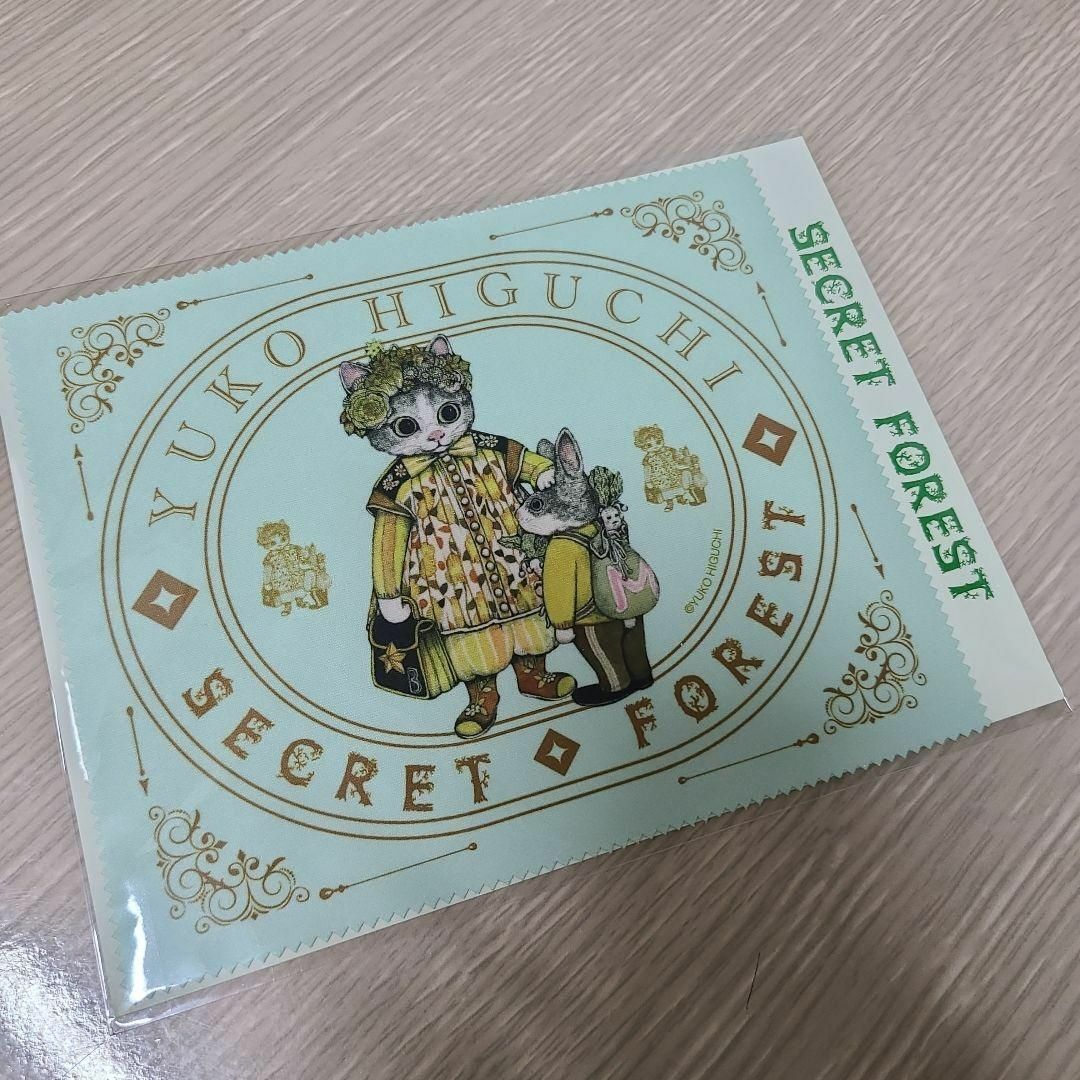 YUKO HIGUCHI
SECRET FOREST
©YUKO HIGUCHI
M
B
SECRET FOREST